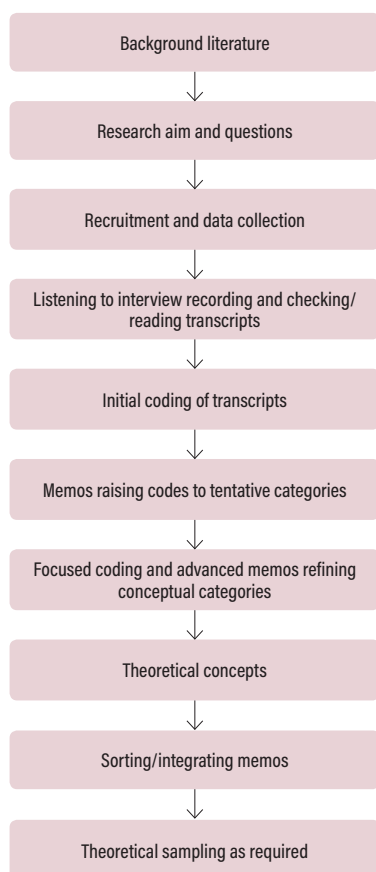 Background literature
Research aim and questions
Recruitment and data collection
Listening to interview recording and checking/
reading transcripts
Initial coding of transcripts
Memos raising codes to tentative categories
Focused coding and advanced memos refining
conceptual categories
Theoretical concepts
Sorting/integrating memos
Theoretical sampling as required